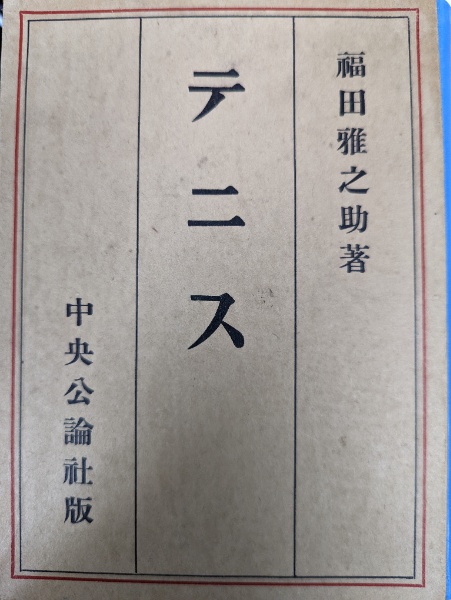 福田雅之助著
テニス
中央公論社版